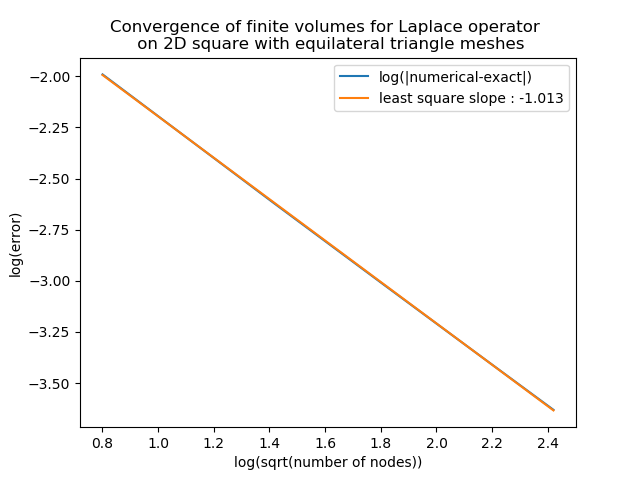 Convergence of finite volumes for Laplace operator
on 2D square with equilateral triangle meshes
log(|numerical-exact|)
least square slope : -1.013
−2.00
−2.25
−2.50
−2.75
−3.00
−3.25
−3.50
log(error)
0.8 1.0 1.2 1.4 1.6 1.8 2.0 2.2 2.4
log(sqrt(number of nodes))